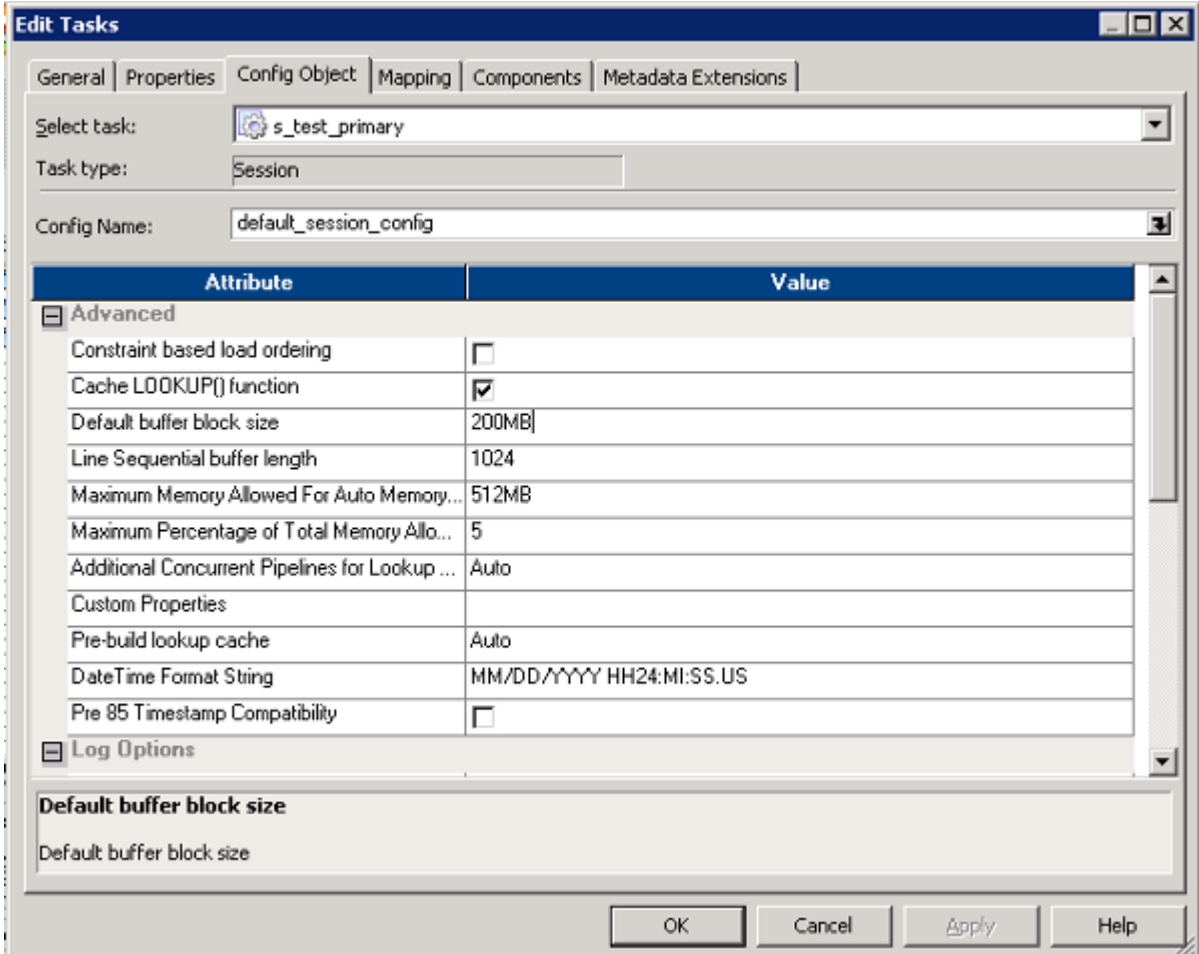 Edit Tasks
General Properties Config Object Mapping Components Metadata Extensions
Select task: s_test_primary
Task type: Session
Config Name: default_session_config
Attribute Value
Advanced
Constraint based load ordering
Cache LOOKUP() function
Default buffer block size 200MB
Line Sequential buffer length 1024
Maximum Memory Allowed For Auto Memory... 512MB
Maximum Percentage of Total Memory Allo... 5
Additional Concurrent Pipelines for Lookup ... Auto
Custom Properties
Pre-build lookup cache Auto
DateTime Format String MM/DD/YYYY HH24:MI:SS.US
Pre 85 Timestamp Compatibility
Log Options
Default buffer block size
Default buffer block size
OK Cancel Apply Help